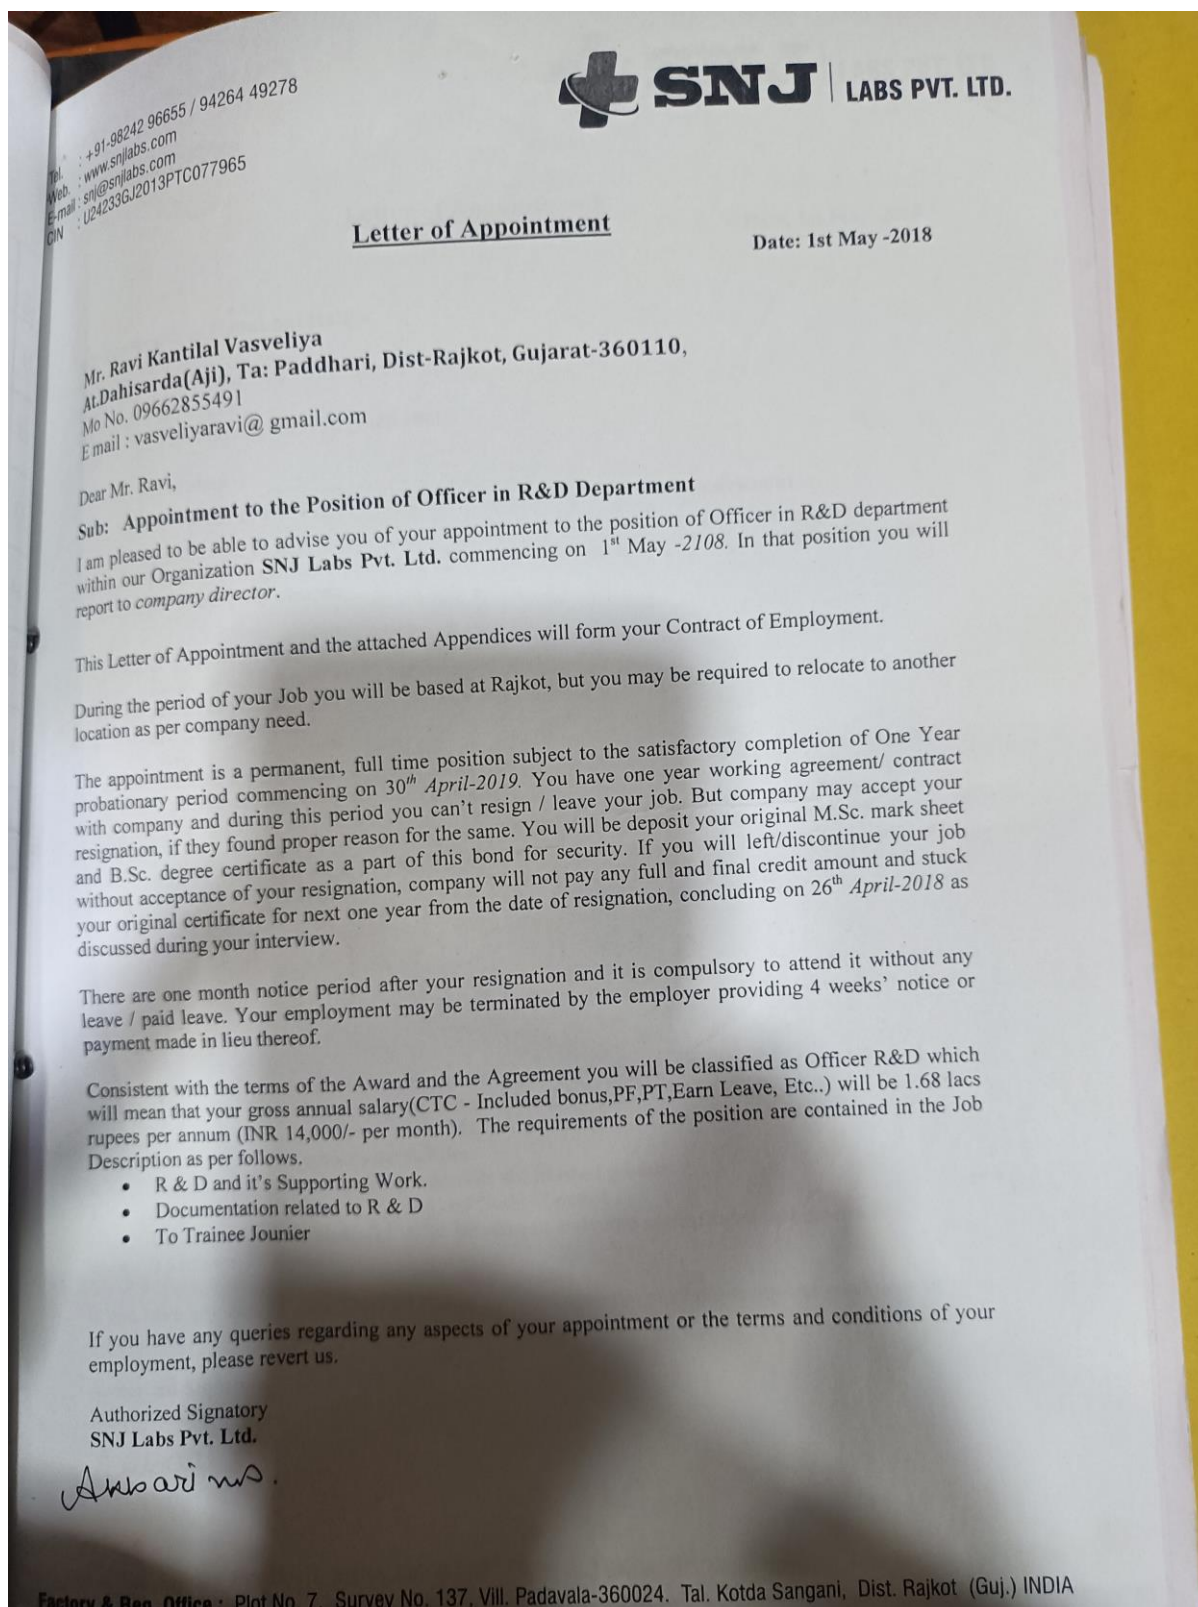 SNJ LABS PVT. LTD.
Tel. : +91-98242 96655 / 94264 49278
Web. : www.snjlabs.com
E-mail : snj@snjlabs.com
CIN : U24233GJ2013PTC077965
Letter of Appointment
Date: 1st May -2018
Mr. Ravi Kantilal Vasveliya
At.Dahisarda(Aji), Ta: Paddhari, Dist-Rajkot, Gujarat-360110,
Mo No. 09662855491
E mail : vasveliyaravi@ gmail.com
Dear Mr. Ravi,
Sub: Appointment to the Position of Officer in R&D Department
I am pleased to be able to advise you of your appointment to the position of Officer in R&D department
within our Organization SNJ Labs Pvt. Ltd. commencing on 1st May -2108. In that position you will
report to company director.
This Letter of Appointment and the attached Appendices will form your Contract of Employment.
During the period of your Job you will be based at Rajkot, but you may be required to relocate to another
location as per company need.
The appointment is a permanent, full time position subject to the satisfactory completion of One Year
probationary period commencing on 30th April-2019. You have one year working agreement/ contract
with company and during this period you can't resign / leave your job. But company may accept your
resignation, if they found proper reason for the same. You will be deposit your original M.Sc. mark sheet
and B.Sc. degree certificate as a part of this bond for security. If you will left/discontinue your job
without acceptance of your resignation, company will not pay any full and final credit amount and stuck
your original certificate for next one year from the date of resignation, concluding on 26th April-2018 as
discussed during your interview.
There are one month notice period after your resignation and it is compulsory to attend it without any
leave / paid leave. Your employment may be terminated by the employer providing 4 weeks' notice or
payment made in lieu thereof.
Consistent with the terms of the Award and the Agreement you will be classified as Officer R&D which
will mean that your gross annual salary(CTC - Included bonus,PF,PT,Earn Leave, Etc..) will be 1.68 lacs
rupees per annum (INR 14,000/- per month). The requirements of the position are contained in the Job
Description as per follows.
• R & D and it's Supporting Work.
• Documentation related to R & D
• To Trainee Jounier
If you have any queries regarding any aspects of your appointment or the terms and conditions of your
employment, please revert us.
Authorized Signatory
SNJ Labs Pvt. Ltd.
Factory & Reg. Office : Plot No. 7, Survey No. 137, Vill. Padavala-360024. Tal. Kotda Sangani, Dist. Rajkot (Guj.) INDIA